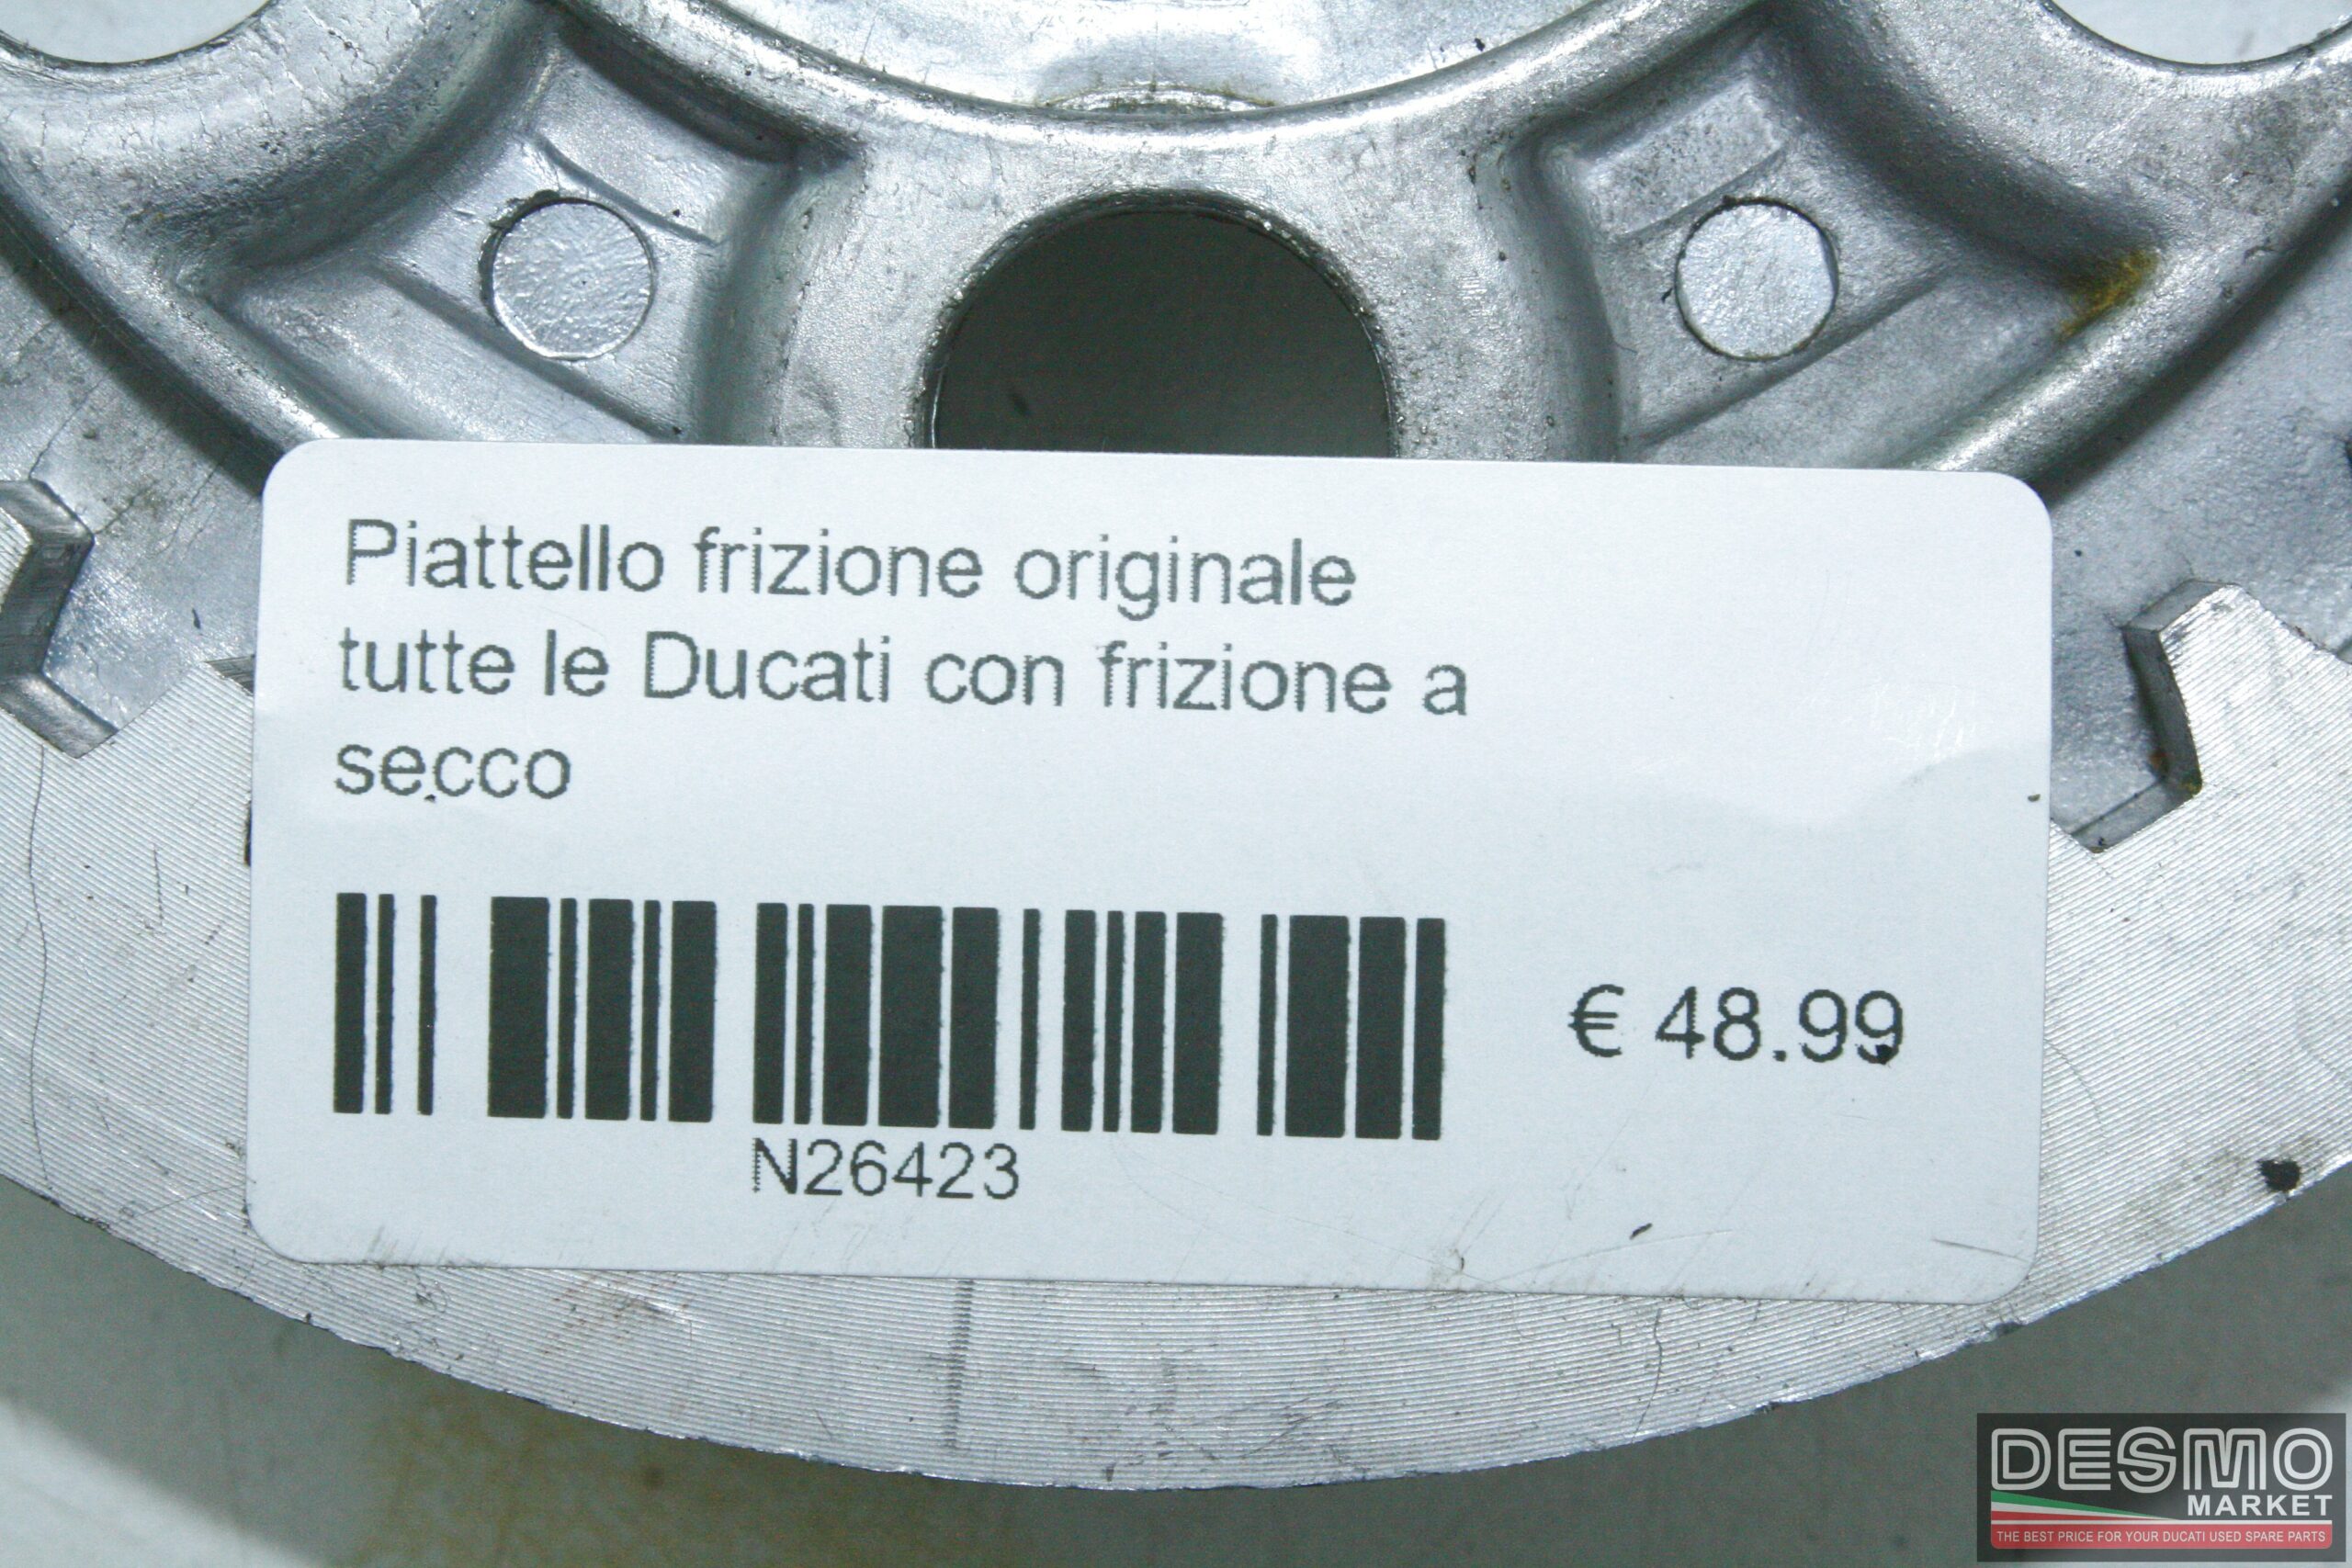 Piattello frizione originale
tutte le Ducati con frizione a
secco
€ 48.99
N26423
DESMO
MARKET
THE BEST PRICE FOR YOUR DUCATI USED SPARE PARTS